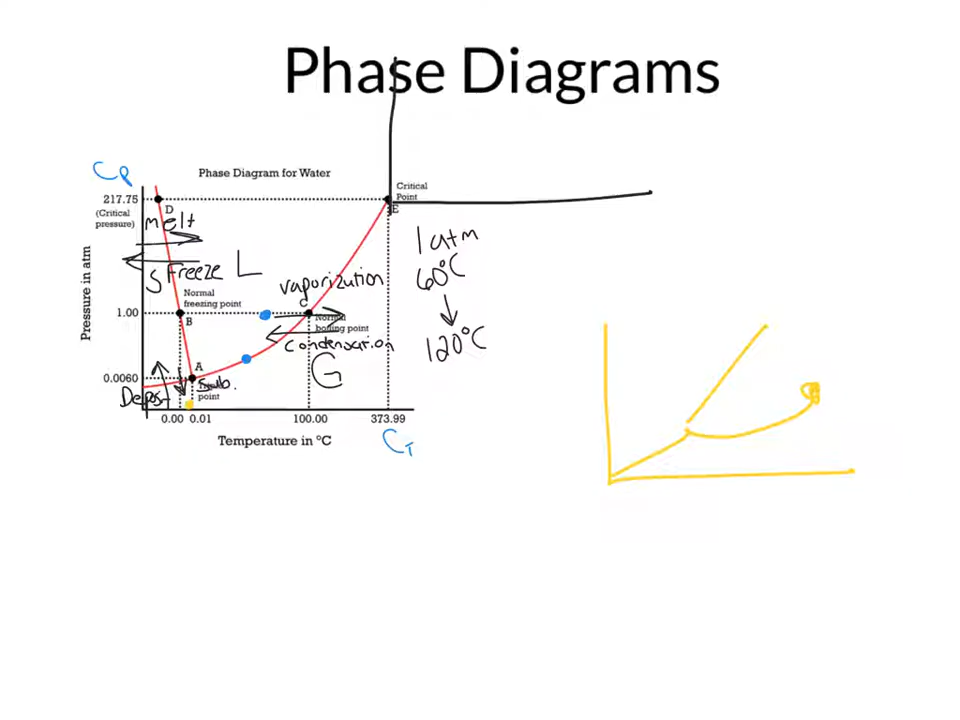 Phase Diagrams
Cp
Phase Diagram for Water
217.75
(Critical
pressure)
Critical
Point
D
E
melt
1 atm
60°C
120°C
S Freeze L
vaporization
Normal
freezing point
C
1.00
B
Normal
boiling point
condensation
G
Pressure in atm
A
0.0060
Sub.
point
Depos
0.00 0.01
100.00
373.99
Temperature in °C
CT